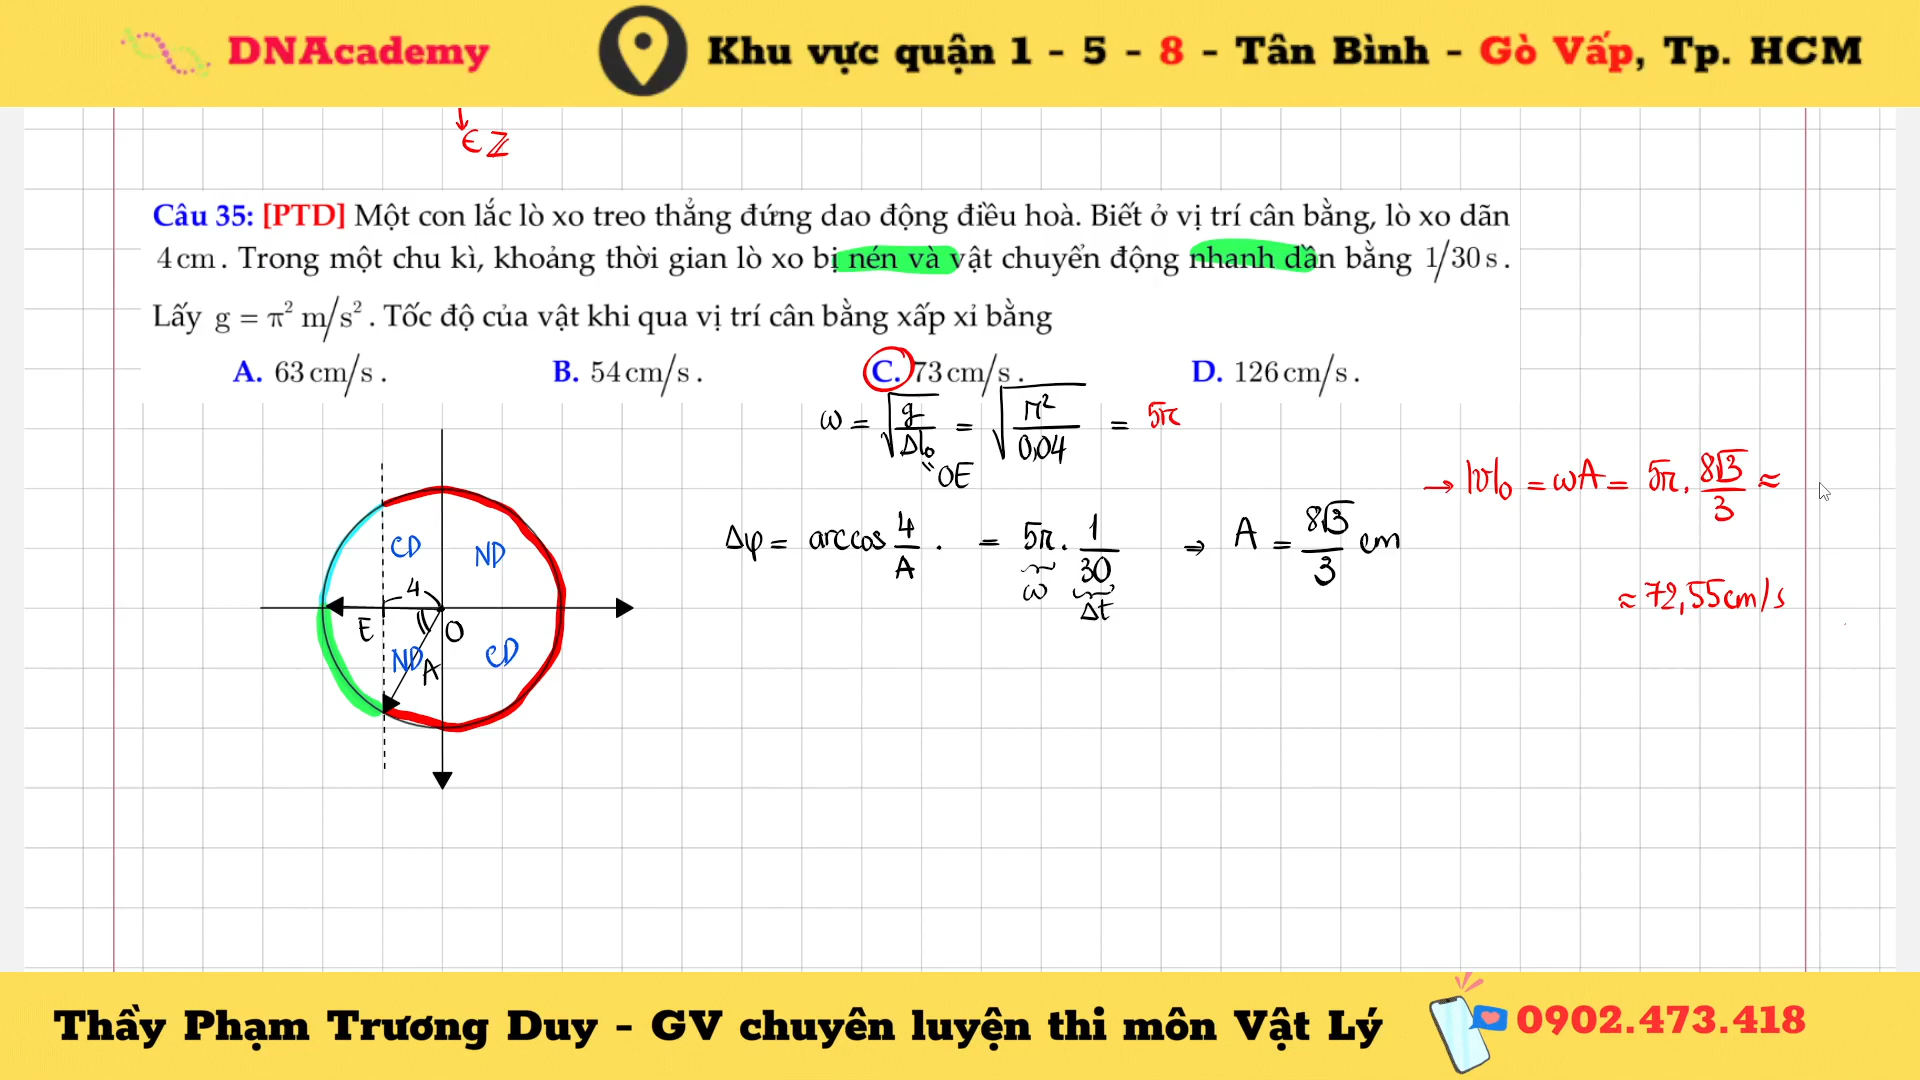 DNAcademy
Khu vực quận 1 - 5 - 8 - Tân Bình - Gò Vấp, Tp. HCM
∈ Z
Câu 35: [PTD] Một con lắc lò xo treo thẳng đứng dao động điều hoà. Biết ở vị trí cân bằng, lò xo dãn
4 cm. Trong một chu kì, khoảng thời gian lò xo bị nén và vật chuyển động nhanh dần bằng 1/30 s.
Lấy g = π² m/s². Tốc độ của vật khi qua vị trí cân bằng xấp xỉ bằng
A. 63 cm/s. B. 54 cm/s. C. 73 cm/s. D. 126 cm/s.
ω = √(g/Δl₀) = √(π²/0,04) = 5π
"OE
→ |v|₀ = ωA = 5π. 8√3/3 ≈
Δφ = arccos 4/A . = 5π. 1/30 ⇒ A = 8√3/3 cm
ω Δt
≈ 72,55 cm/s
CD ND
4
E O
ND A CD
Thầy Phạm Trương Duy - GV chuyên luyện thi môn Vật Lý
0902.473.418